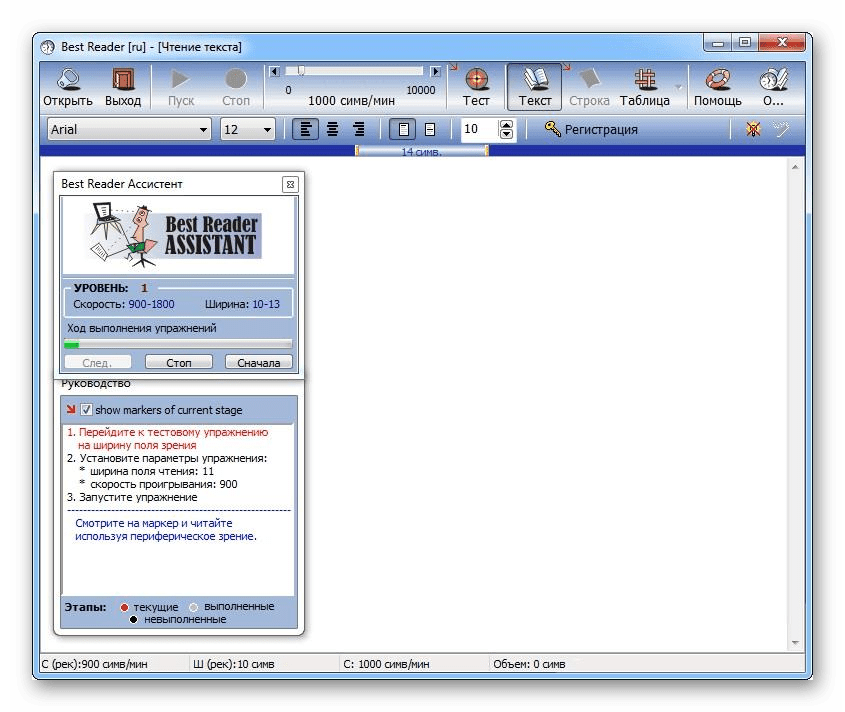 Best Reader [ru] - [Чтение текста]
Открыть Выход Пуск Стоп 0 10000 1000 симв/мин Тест Текст Строка Таблица Помощь О...
Arial 12 10 Регистрация
14 симв.
Best Reader Ассистент
Best Reader
ASSISTANT
УРОВЕНЬ: 1
Скорость: 900-1800 Ширина: 10-13
Ход выполнения упражнений
След. Стоп Сначала
Руководство
show markers of current stage
1. Перейдите к тестовому упражнению
на ширину поля зрения
2. Установите параметры упражнения:
* ширина поля чтения: 11
* скорость проигрывания: 900
3. Запустите упражнение
Смотрите на маркер и читайте
используя периферическое зрение.
Этапы: текущие выполненные
невыполненные
С (рек):900 симв/мин Ш (рек):10 симв С: 1000 симв/мин Объем: 0 симв